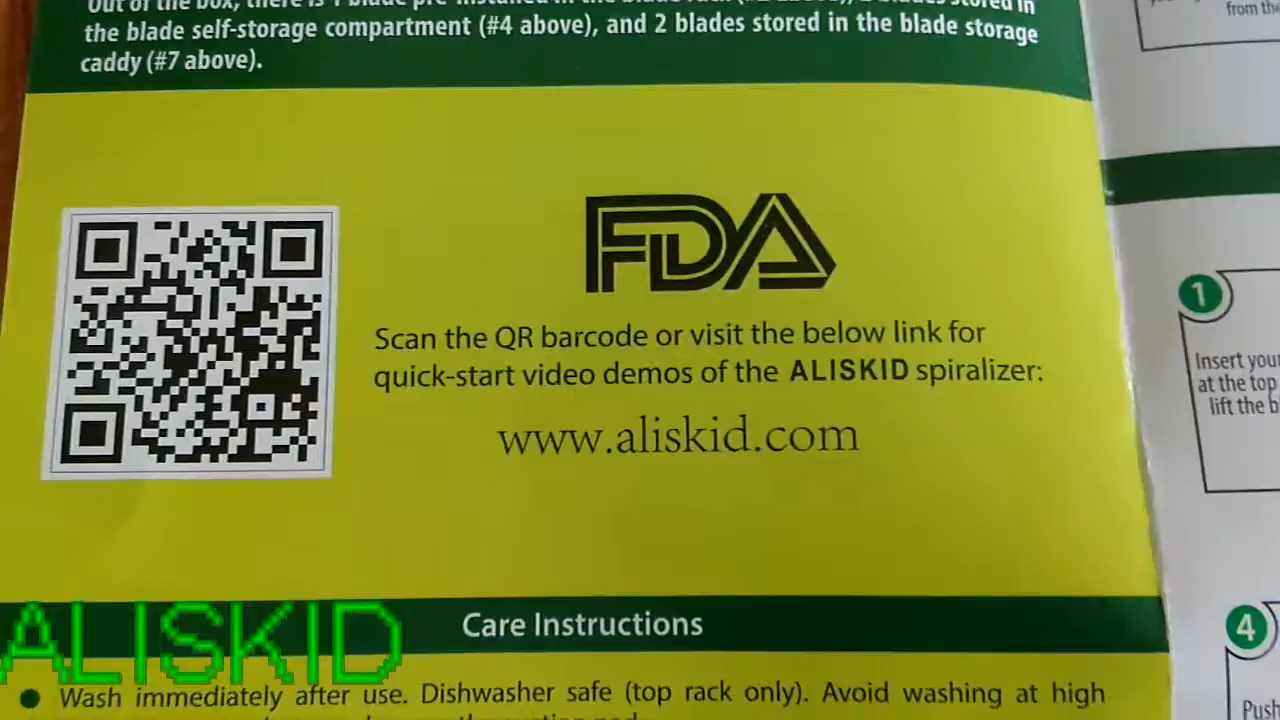 Out of the box, there is 1 blade pre-installed in the blade stored in
the blade self-storage compartment (#4 above), and 2 blades stored in the blade storage
caddy (#7 above).
from the
FDA
Scan the QR barcode or visit the below link for
quick-start video demos of the ALISKID spiralizer:
www.aliskid.com
1
Insert your
at the top
lift the b
Care Instructions
ALISKID
4
Wash immediately after use. Dishwasher safe (top rack only). Avoid washing at high
Push